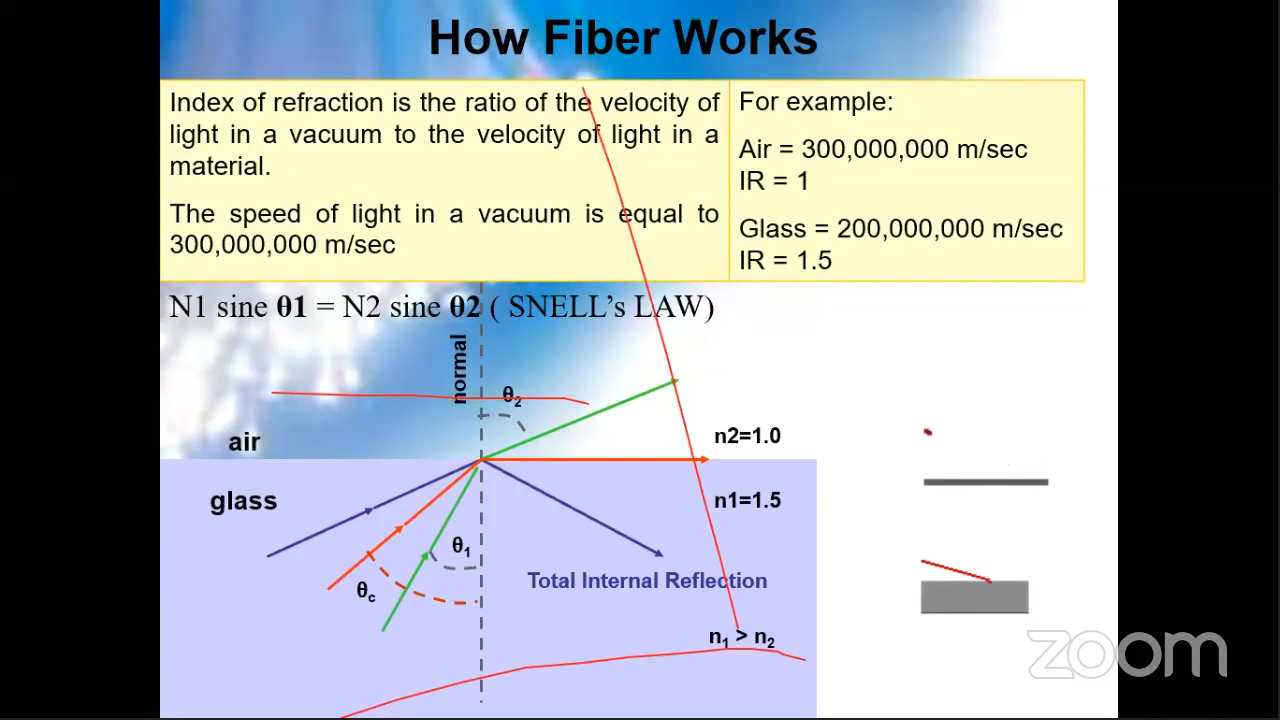 How Fiber Works
Index of refraction is the ratio of the velocity of
light in a vacuum to the velocity of light in a
material.
The speed of light in a vacuum is equal to
300,000,000 m/sec
For example:
Air = 300,000,000 m/sec
IR = 1
Glass = 200,000,000 m/sec
IR = 1.5
N1 sine θ1 = N2 sine θ2 ( SNELL’s LAW)
normal
θ2
air
n2=1.0
glass
n1=1.5
θ1
θc
Total Internal Reflection
n1 > n2
zoom